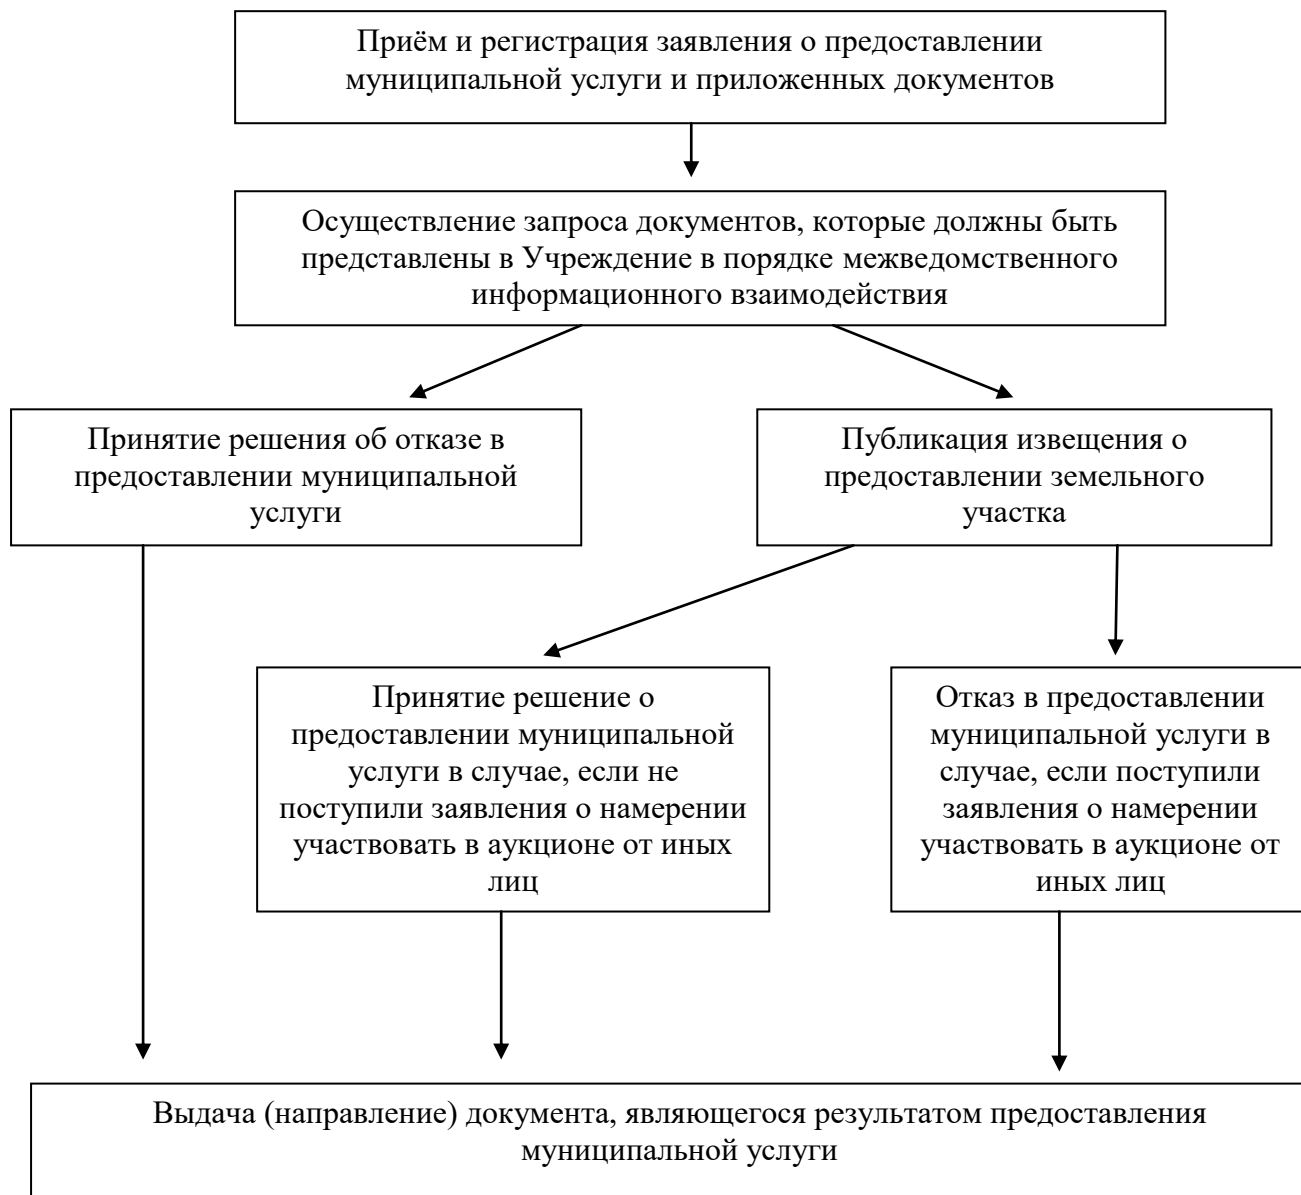 Приём и регистрация заявления о предоставлении
муниципальной услуги и приложенных документов
Осуществление запроса документов, которые должны быть
представлены в Учреждение в порядке межведомственного
информационного взаимодействия
Принятие решения об отказе в
предоставлении муниципальной
услуги
Публикация извещения о
предоставлении земельного
участка
Принятие решение о
предоставлении муниципальной
услуги в случае, если не
поступили заявления о намерении
участвовать в аукционе от иных
лиц
Отказ в предоставлении
муниципальной услуги в
случае, если поступили
заявления о намерении
участвовать в аукционе от
иных лиц
Выдача (направление) документа, являющегося результатом предоставления
муниципальной услуги